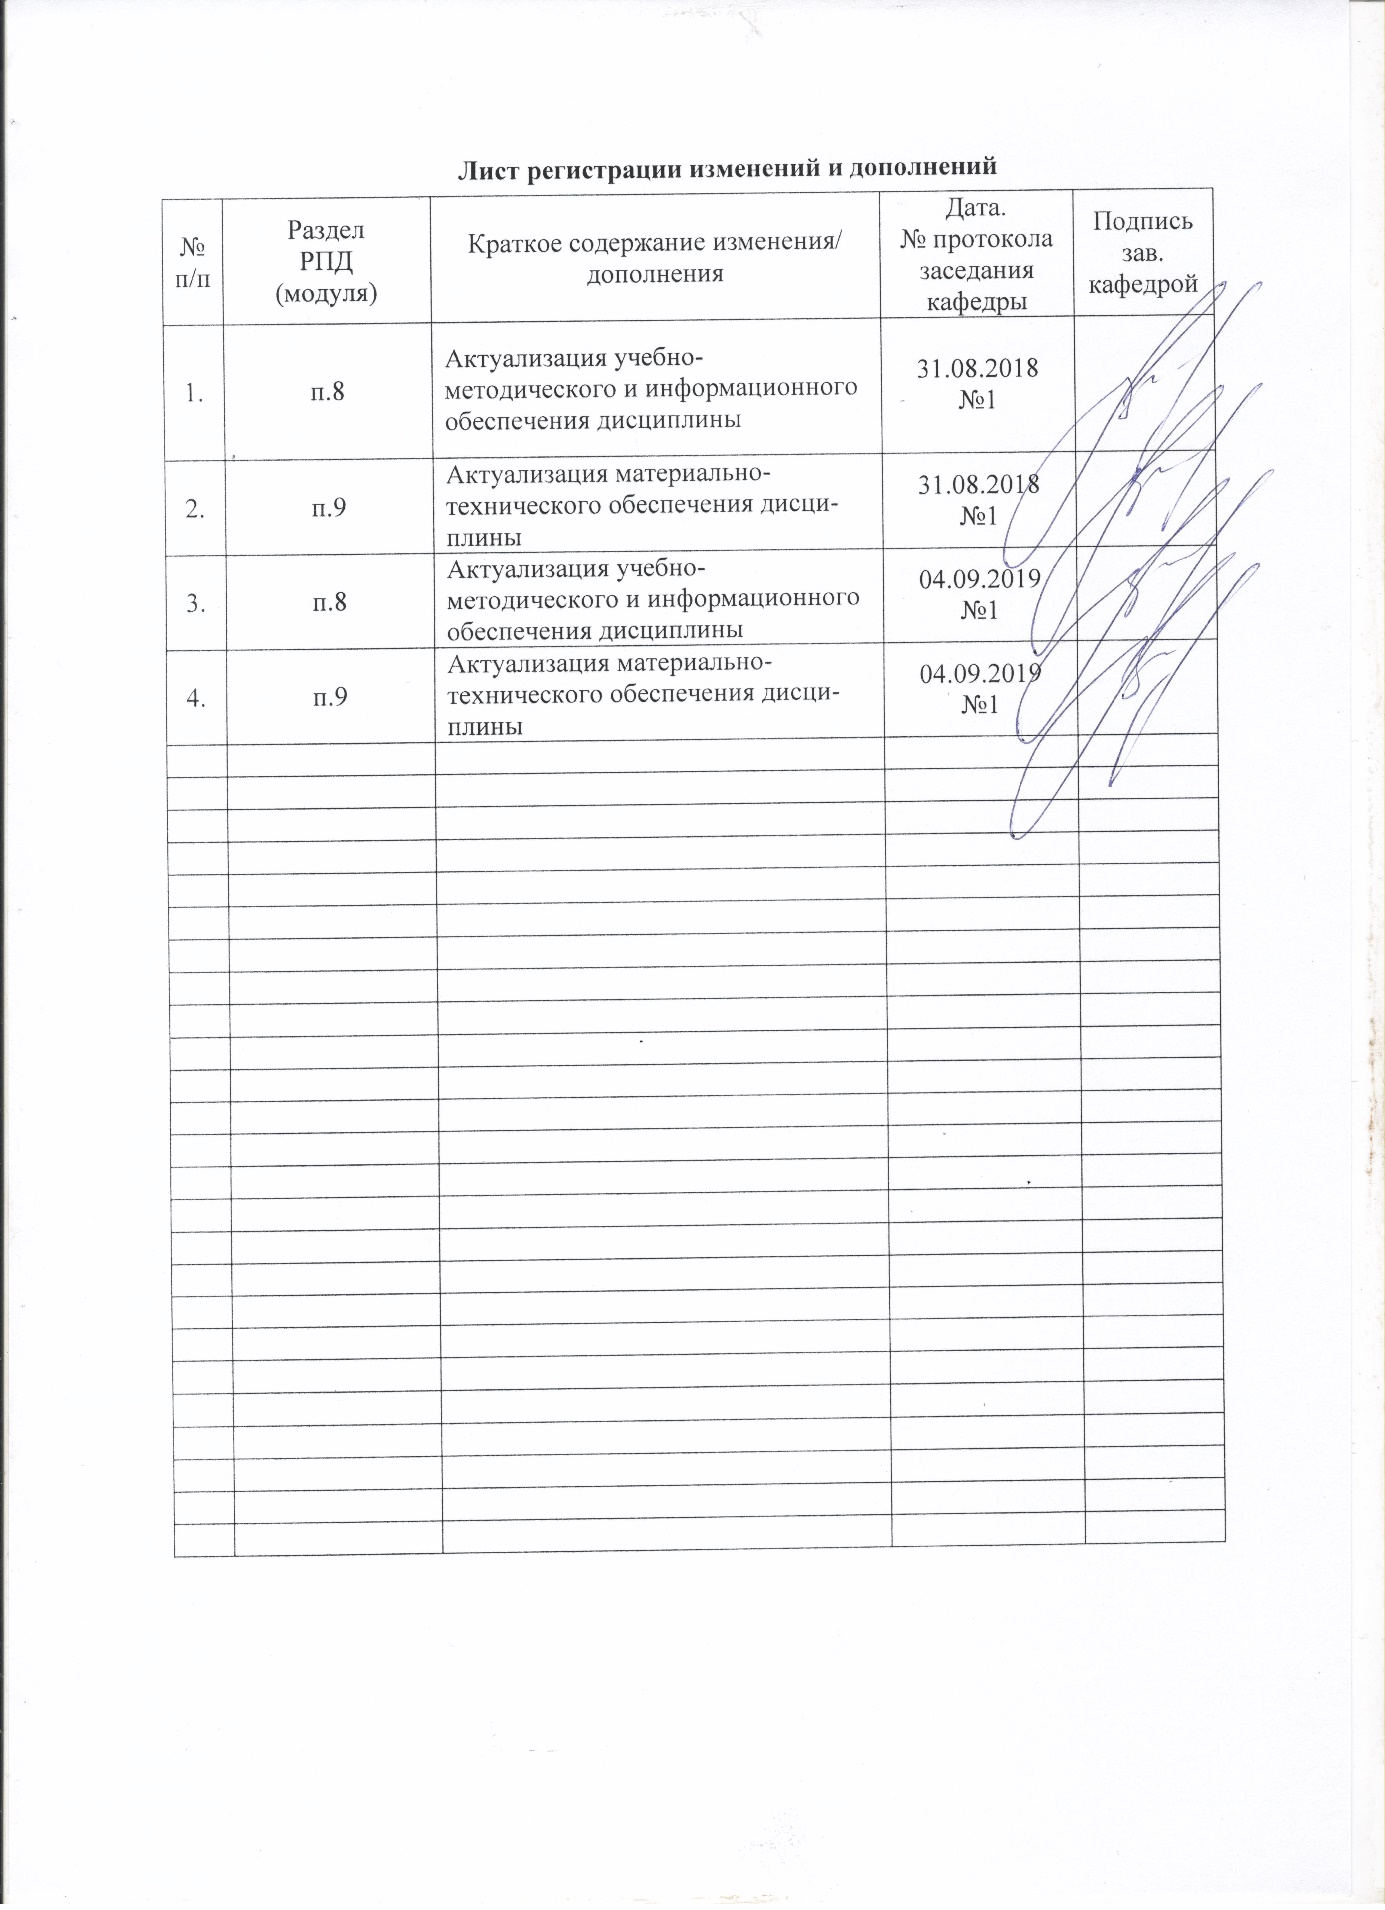 Лист регистрации изменений и дополнений
№
п/п
Раздел
РПД
(модуля)
Краткое содержание изменения/
дополнения
Дата.
№ протокола
заседания
кафедры
Подпись
зав.
кафедрой
1.
п.8
Актуализация учебно-
методического и информационного
обеспечения дисциплины
31.08.2018
№1
2.
п.9
Актуализация материально-
технического обеспечения дисци-
плины
31.08.2018
№1
3.
п.8
Актуализация учебно-
методического и информационного
обеспечения дисциплины
04.09.2019
№1
4.
п.9
Актуализация материально-
технического обеспечения дисци-
плины
04.09.2019
№1